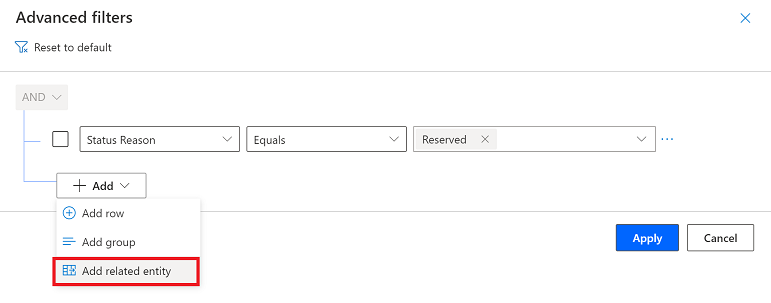 Advanced filters
Reset to default
AND
Status Reason Equals Reserved
Add
Add row
Add group
Add related entity
Apply Cancel